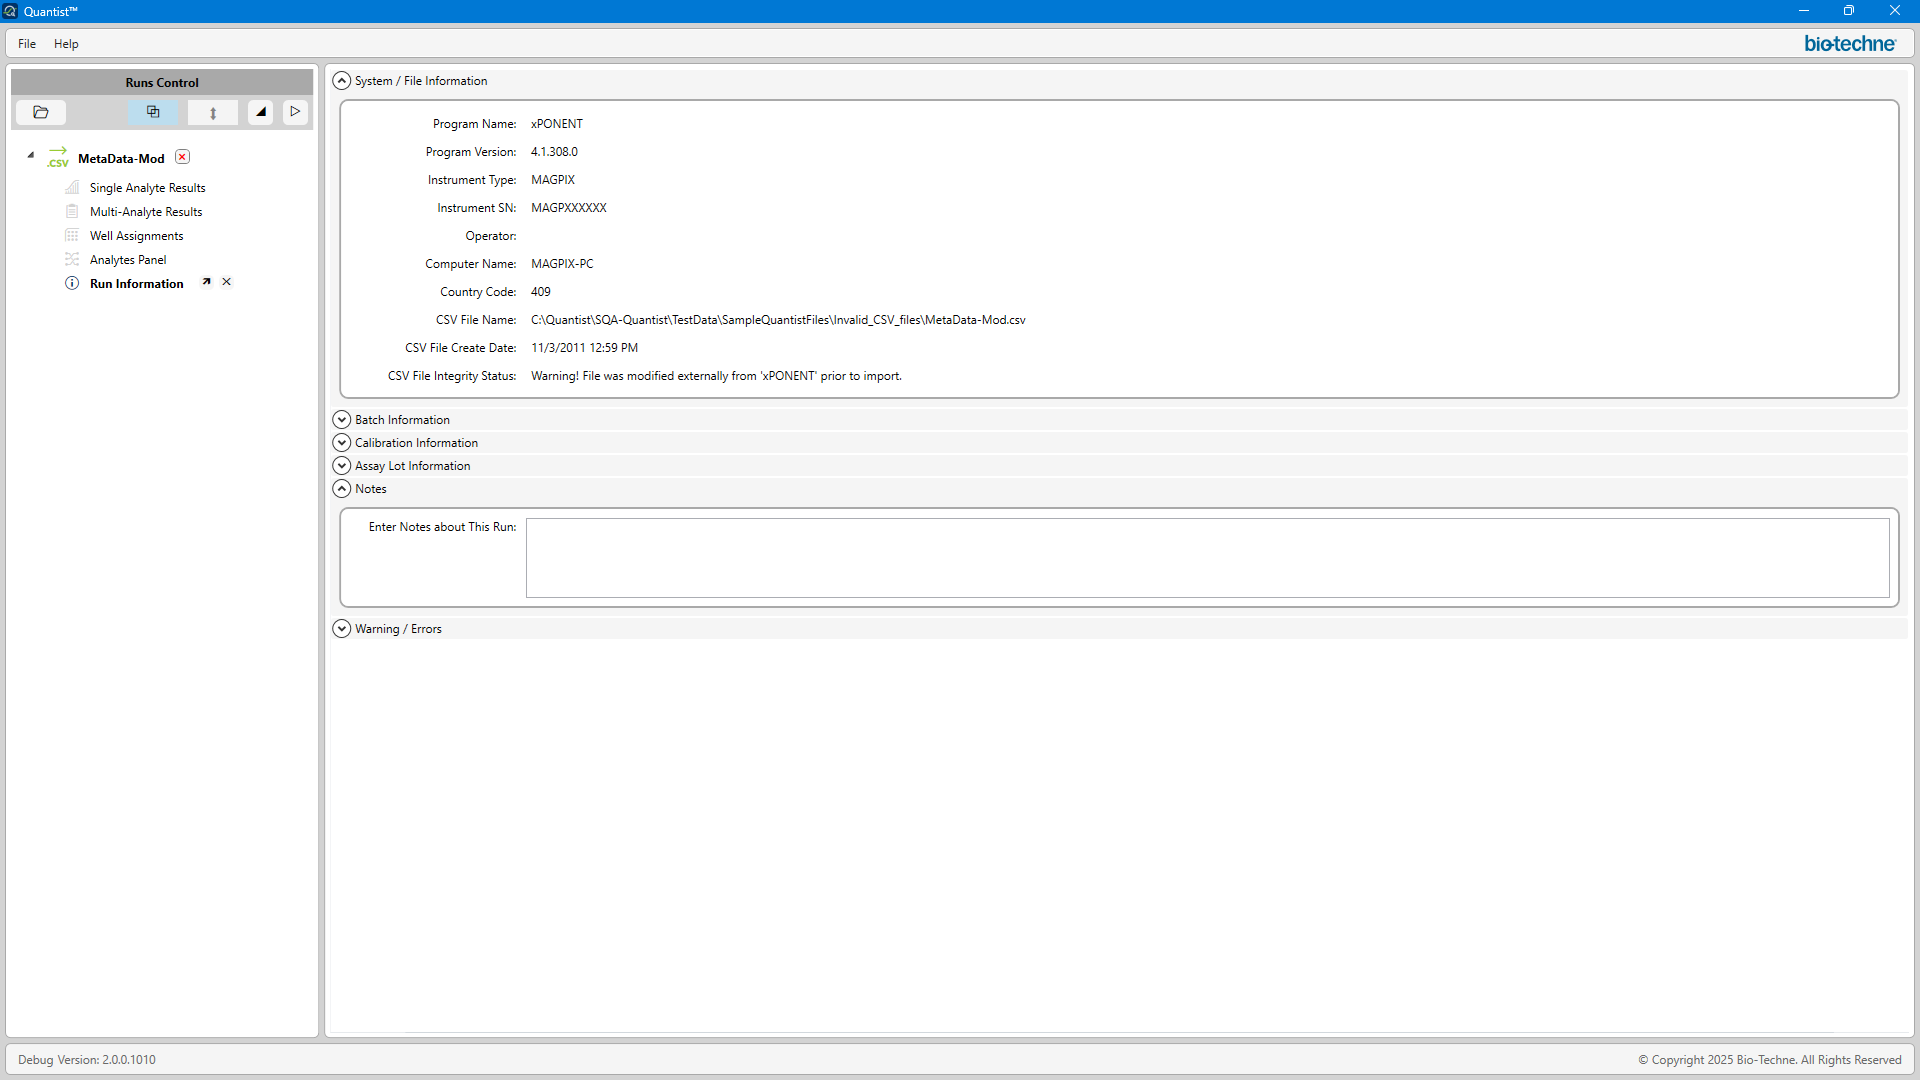 Quantist™
File Help
bio-techne®
Runs Control
.CSV MetaData-Mod
Single Analyte Results
Multi-Analyte Results
Well Assignments
Analytes Panel
Run Information
System / File Information
Program Name: xPONENT
Program Version: 4.1.308.0
Instrument Type: MAGPIX
Instrument SN: MAGPXXXXXX
Operator:
Computer Name: MAGPIX-PC
Country Code: 409
CSV File Name: C:\Quantist\SQA-Quantist\TestData\SampleQuantistFiles\Invalid_CSV_files\MetaData-Mod.csv
CSV File Create Date: 11/3/2011 12:59 PM
CSV File Integrity Status: Warning! File was modified externally from 'xPONENT' prior to import.
Batch Information
Calibration Information
Assay Lot Information
Notes
Enter Notes about This Run:
Warning / Errors
Debug Version: 2.0.0.1010
© Copyright 2025 Bio-Techne. All Rights Reserved